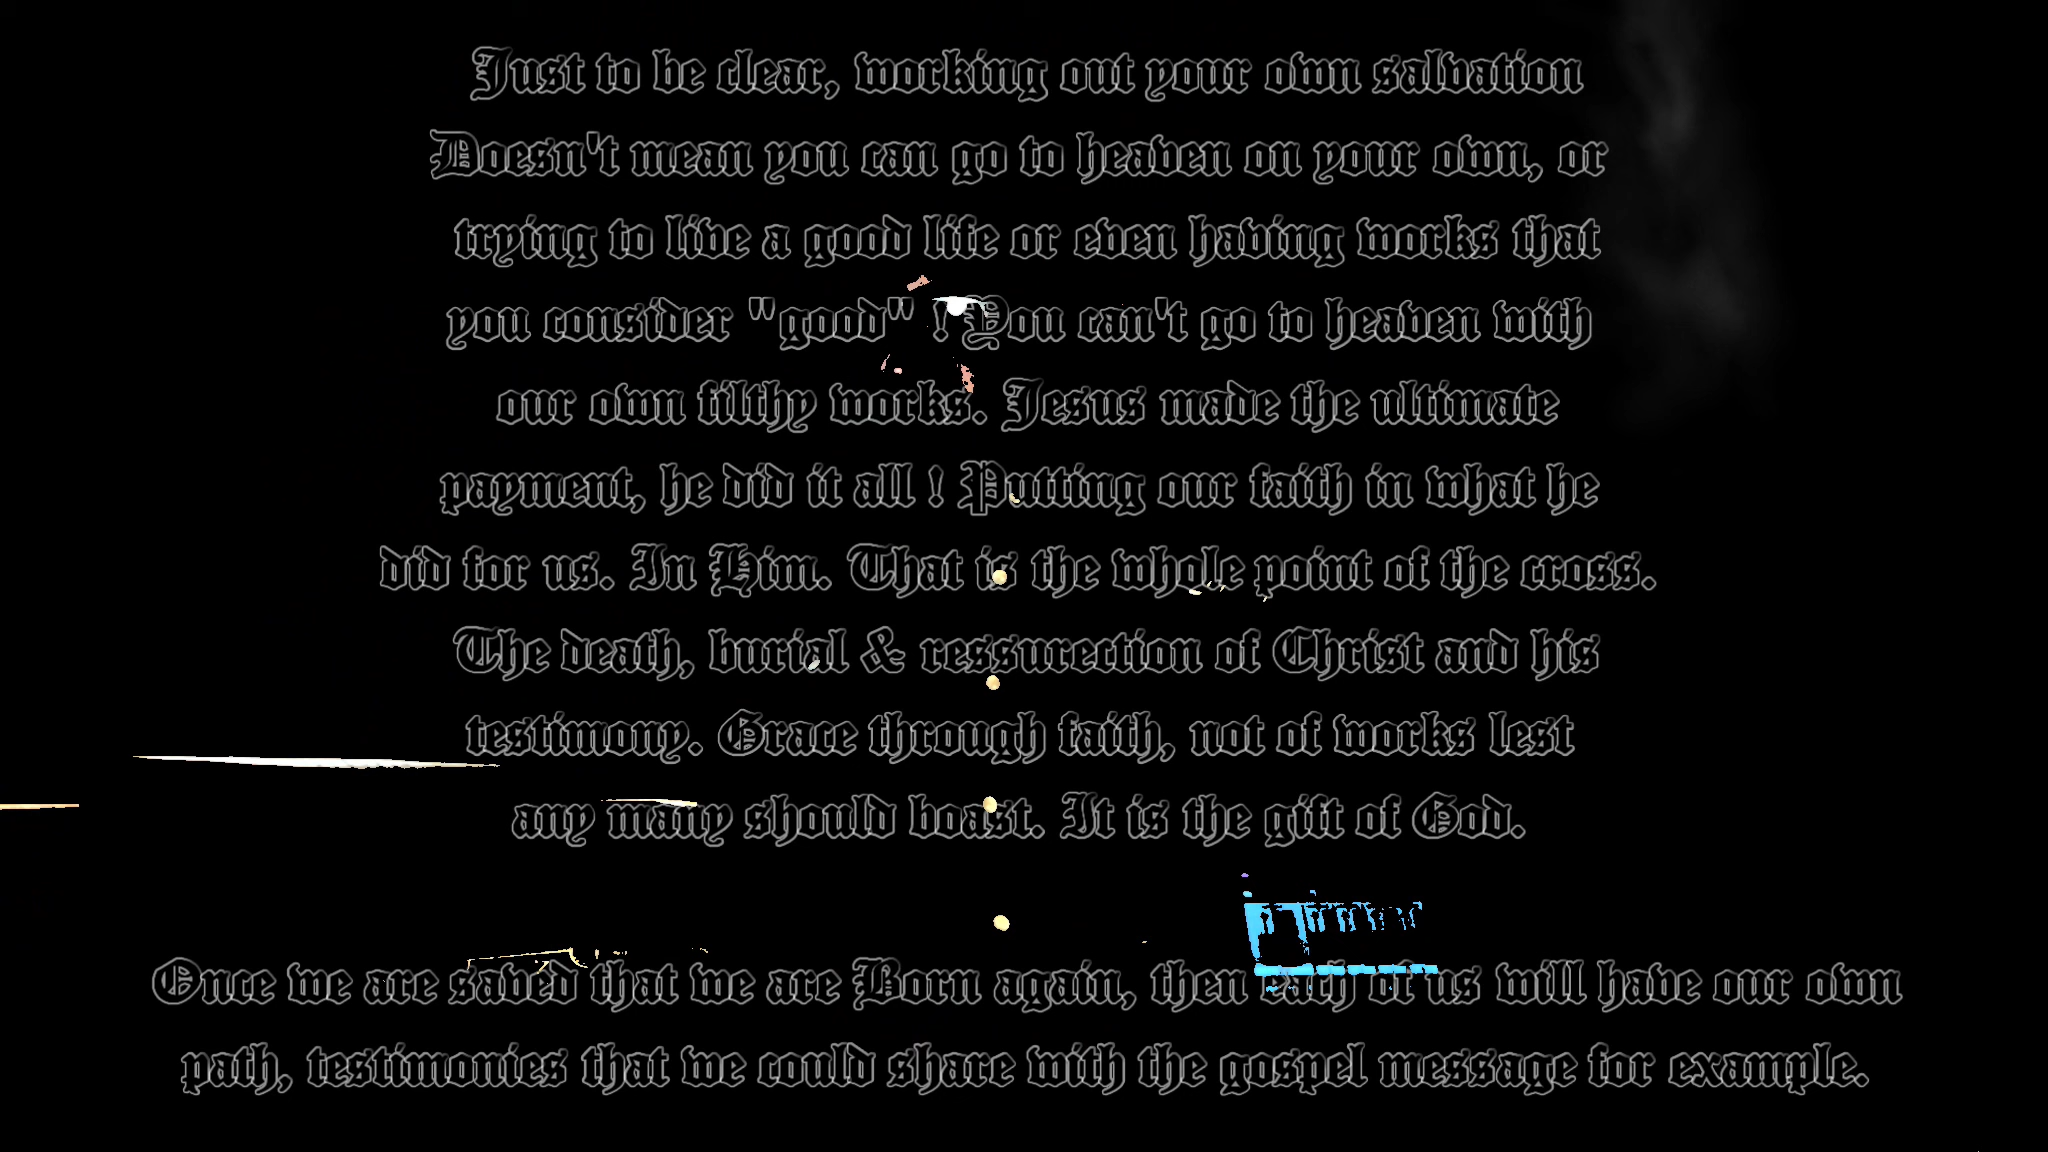 Just to be clear, working out your own salvation
Doesn't mean you can go to heaven on your own, or
trying to live a good life or even having works that
you consider "good" ! You can't go to heaven with
our own filthy works. Jesus made the ultimate
payment, he did it all ! Putting our faith in what he
did for us. In Him. That is the whole point of the cross.
The death, burial & ressurection of Christ and his
testimony. Grace through faith, not of works lest
any many should boast. It is the gift of God.
Once we are saved that we are Born again, then each of us will have our own
path, testimonies that we could share with the gospel message for example.